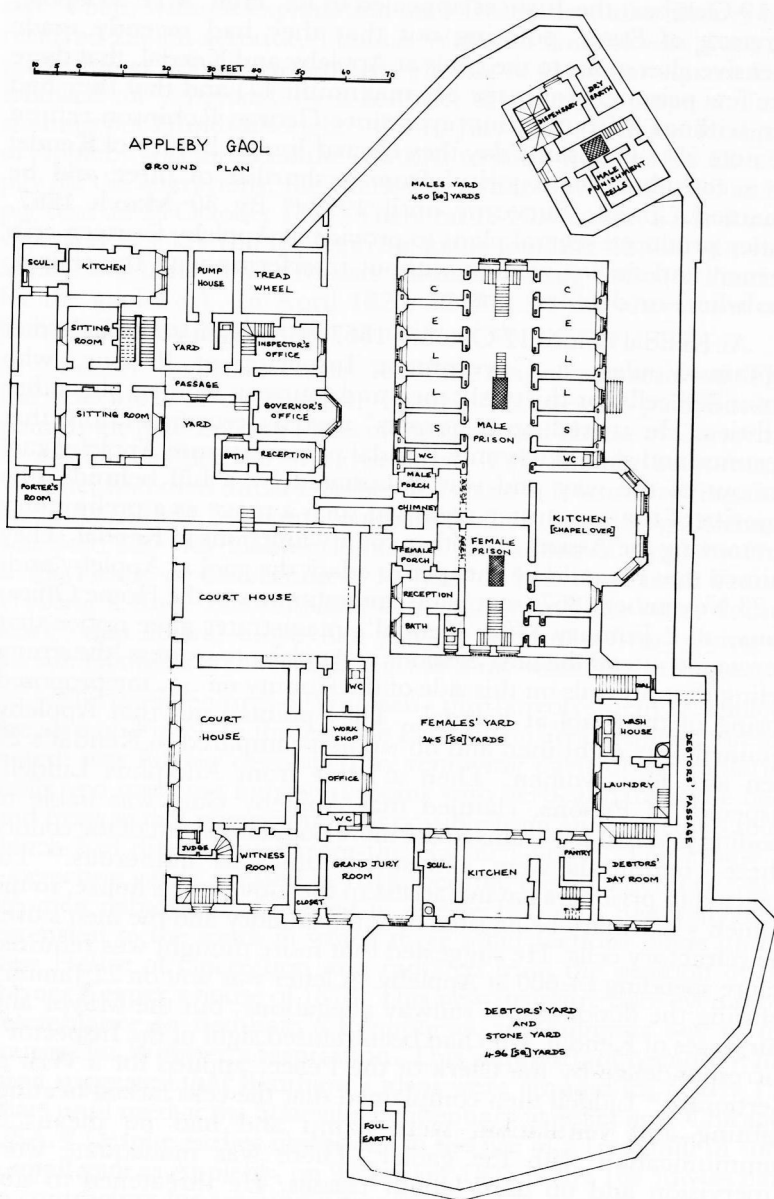 10 0 10 20 30 FEET 40 50 60 70
APPLEBY GAOL
GROUND PLAN
MALES YARD
450 [SQ] YARDS
DISPENSARY
DRY
EARTH
MALE
PUNISHMENT
CELLS
SCUL.
KITCHEN
PUMP
HOUSE
TREAD
WHEEL
SITTING
ROOM
YARD
INSPECTOR'S
OFFICE
PASSAGE
SITTING ROOM
YARD
GOVERNOR'S
OFFICE
BATH
RECEPTION
PORTER'S
ROOM
C
E
L
L
S
C
E
L
L
S
MALE
PRISON
WC
WC
MALE
PORCH
CHIMNEY
FEMALE
PORCH
FEMALE
PRISON
KITCHEN
[CHAPEL OVER]
RECEPTION
BATH
WC
COURT HOUSE
COURT
HOUSE
WC
WORK
SHOP
OFFICE
WC
FEMALES' YARD
345 [SQ] YARDS
COAL
WASH
HOUSE
LAUNDRY
DEBTORS' PASSAGE
JUDGE
WITNESS
ROOM
CLOSET
GRAND JURY
ROOM
SCUL.
KITCHEN
PANTRY
DEBTORS'
DAY ROOM
DEBTORS' YARD
AND
STONE YARD
496 [SQ] YARDS
FOUL
EARTH